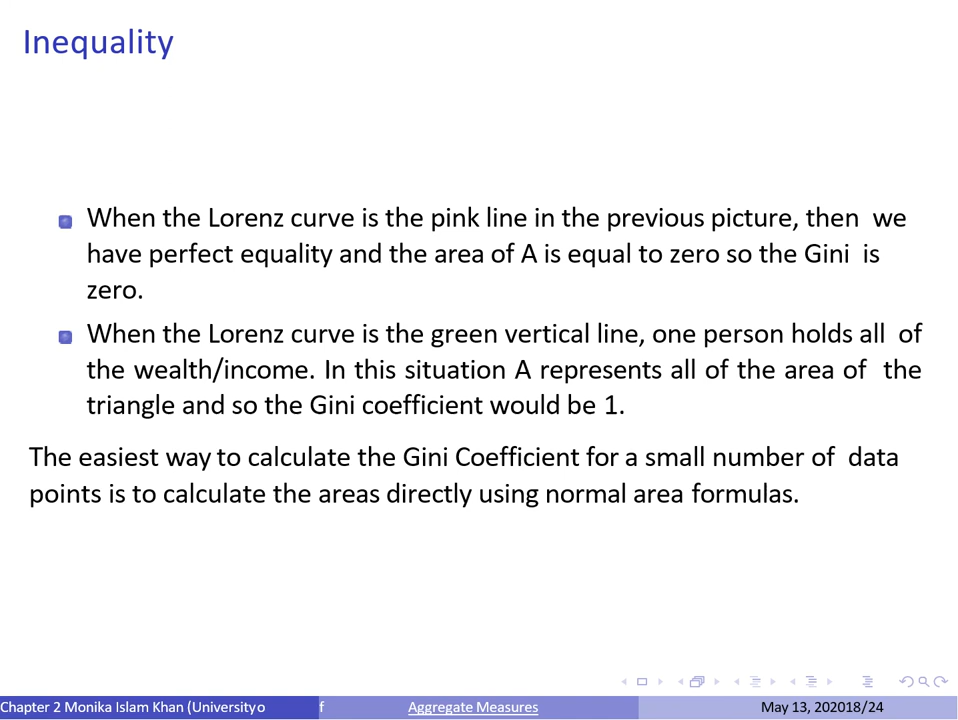 Inequality
When the Lorenz curve is the pink line in the previous picture, then we
have perfect equality and the area of A is equal to zero so the Gini is
zero.
When the Lorenz curve is the green vertical line, one person holds all of
the wealth/income. In this situation A represents all of the area of the
triangle and so the Gini coefficient would be 1.
The easiest way to calculate the Gini Coefficient for a small number of data
points is to calculate the areas directly using normal area formulas.
Chapter 2 Monika Islam Khan (Universityo f Aggregate Measures May 13, 202018/24